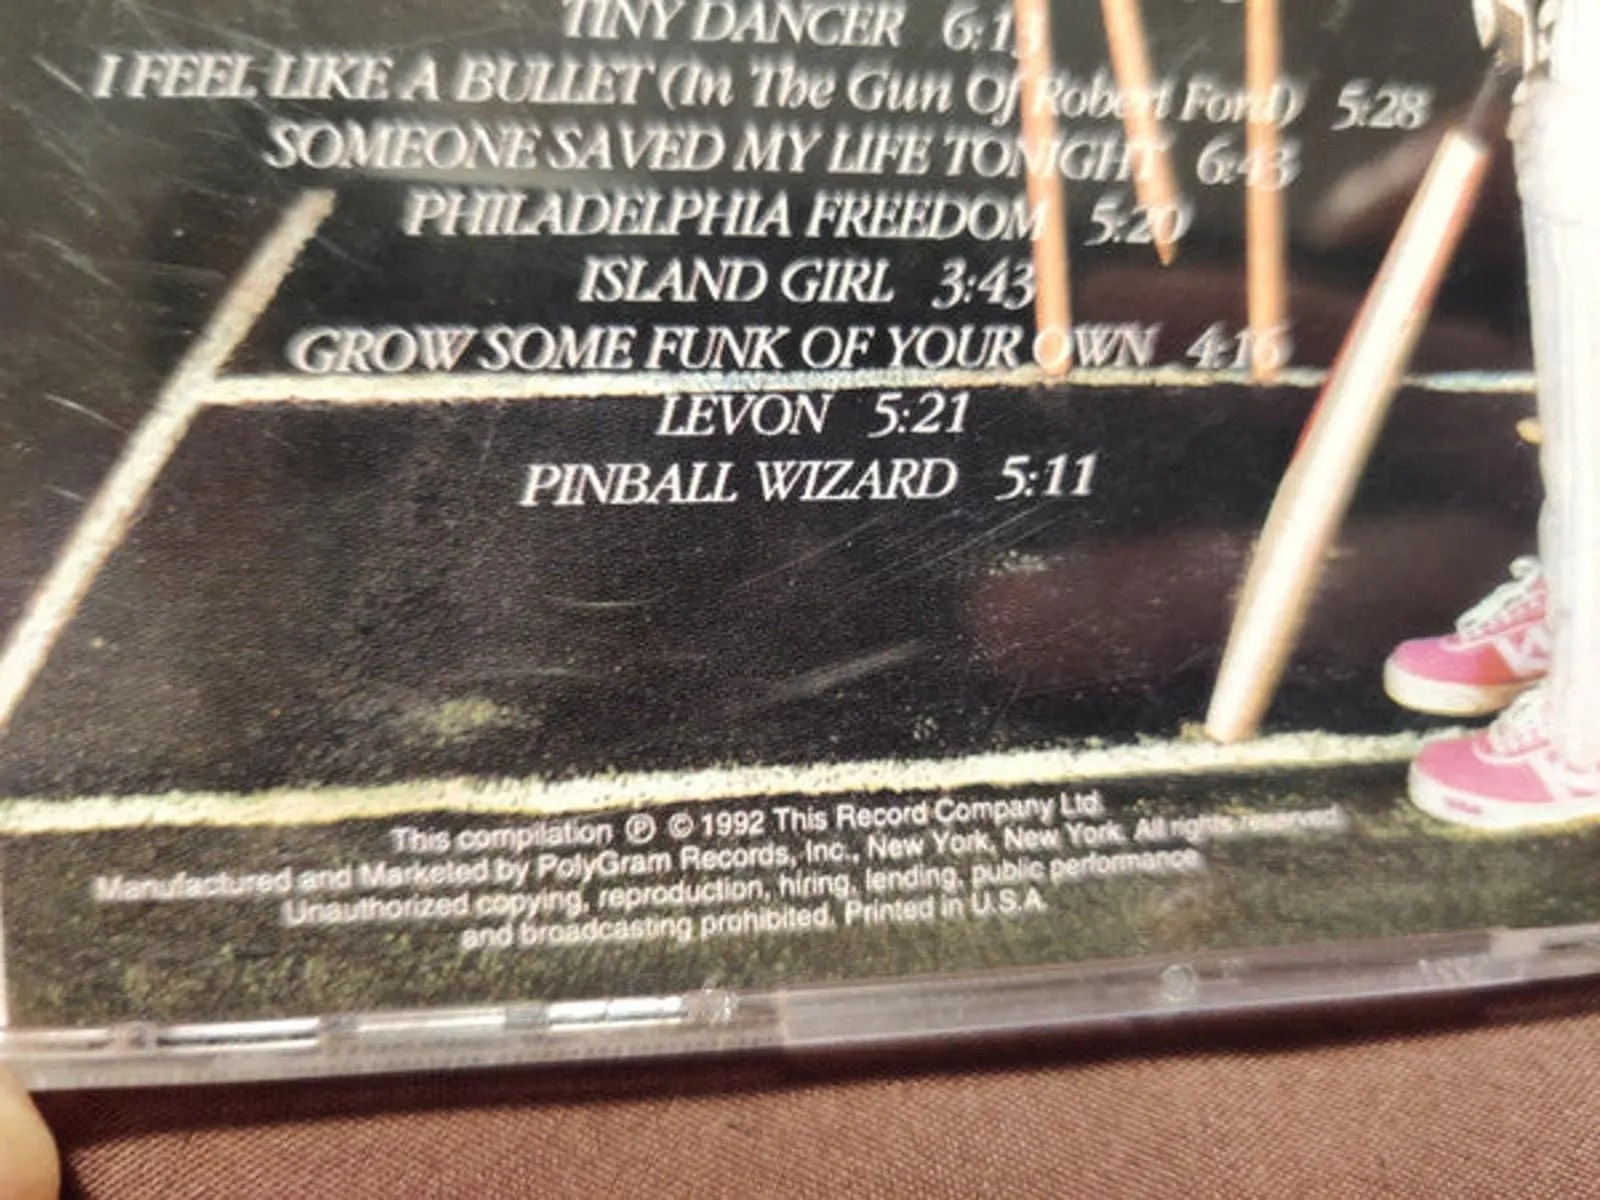 TINY DANCER 6:13
I FEEL LIKE A BULLET (In The Gun Of Robert Ford) 5:28
SOMEONE SAVED MY LIFE TONIGHT 6:43
PHILADELPHIA FREEDOM 5:20
ISLAND GIRL 3:43
GROW SOME FUNK OF YOUR OWN 4:16
LEVON 5:21
PINBALL WIZARD 5:11
This compilation ℗ © 1992 This Record Company Ltd.
Manufactured and Marketed by PolyGram Records, Inc., New York, New York. All rights reserved.
Unauthorized copying, reproduction, hiring, lending, public performance
and broadcasting prohibited. Printed in U.S.A.